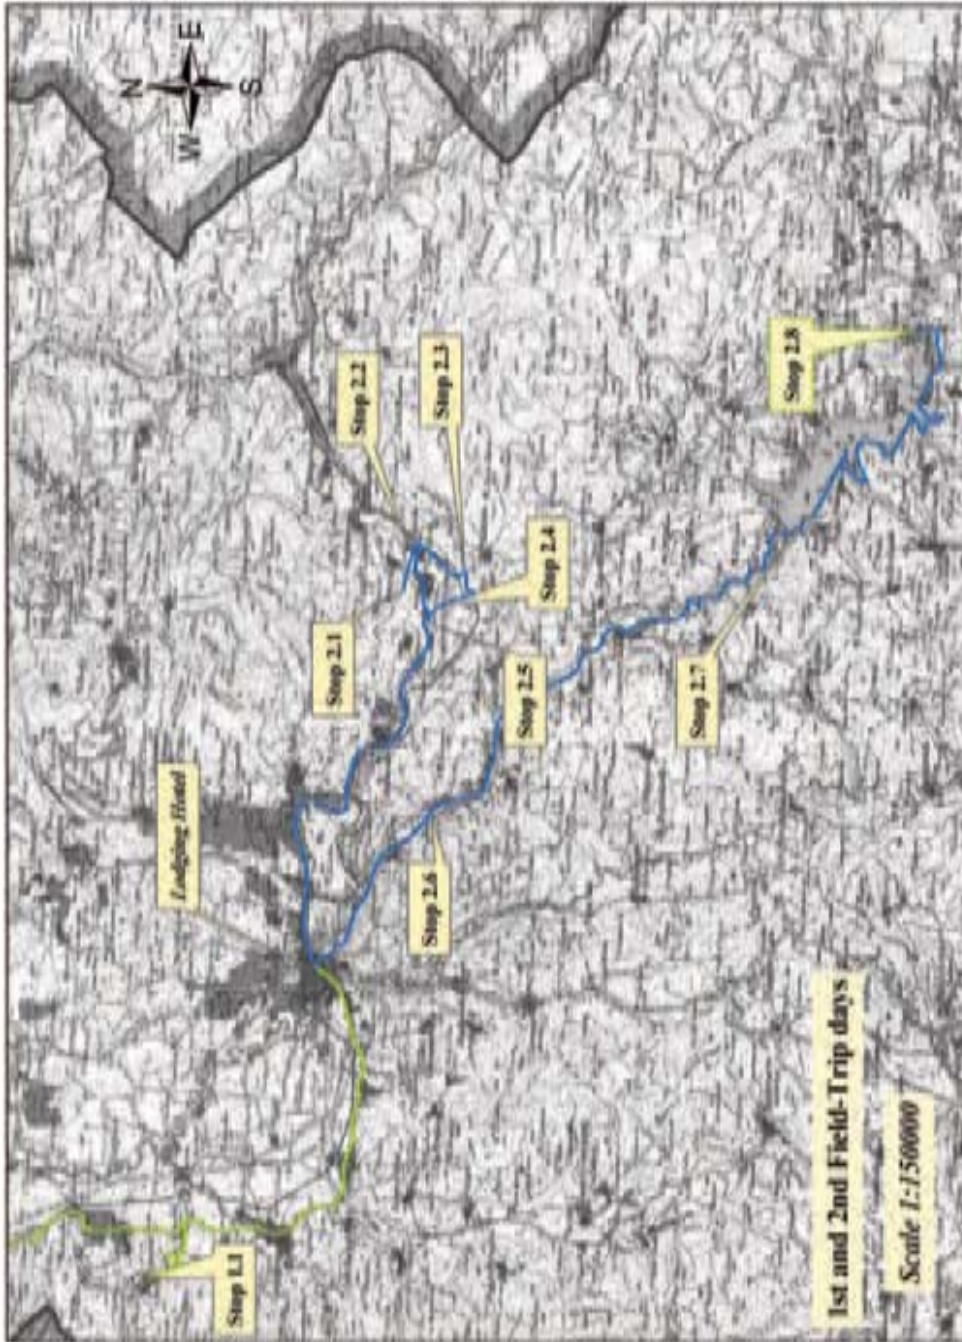 N
E
S
W
Lodging Hotel
Stop 1.1
Stop 2.1
Stop 2.2
Stop 2.3
Stop 2.4
Stop 2.5
Stop 2.6
Stop 2.7
Stop 2.8
1st and 2nd Field-Trip days
Scale 1:1500000